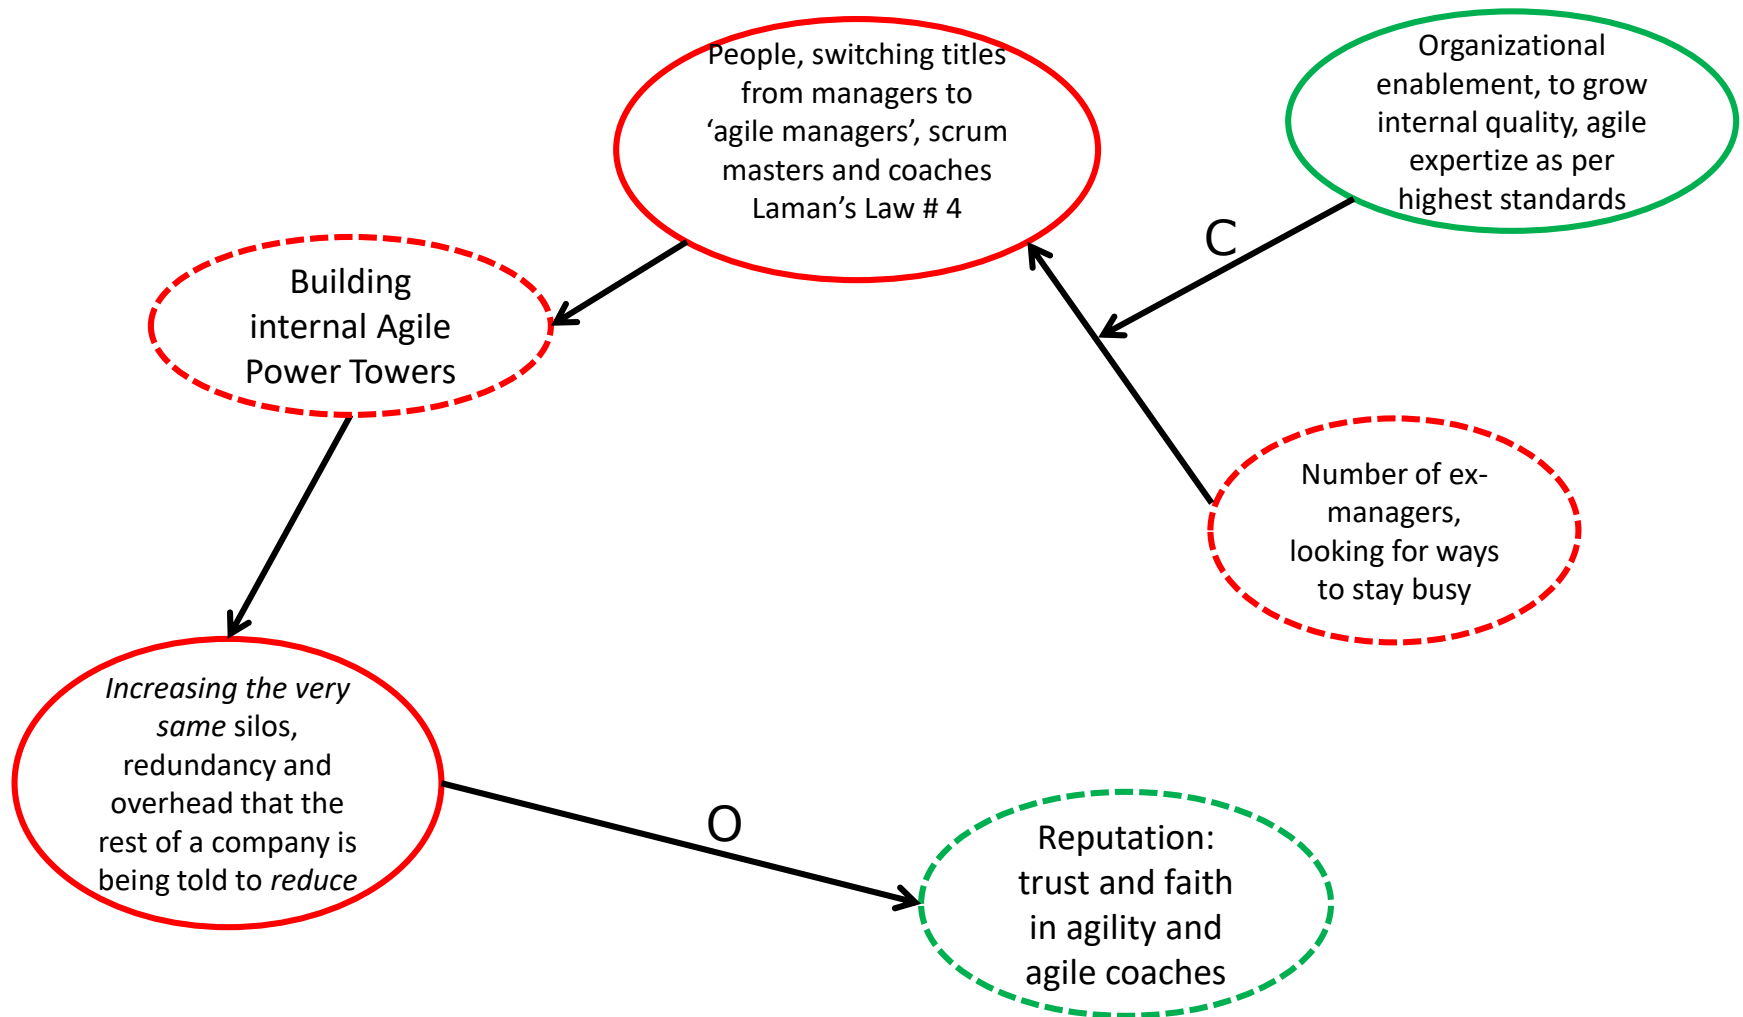 People, switching titles
from managers to
‘agile managers’, scrum
masters and coaches
Laman’s Law # 4
Organizational
enablement, to grow
internal quality, agile
expertize as per
highest standards
C
Building
internal Agile
Power Towers
Number of ex-
managers,
looking for ways
to stay busy
Increasing the very
same silos,
redundancy and
overhead that the
rest of a company is
being told to reduce
O
Reputation:
trust and faith
in agility and
agile coaches